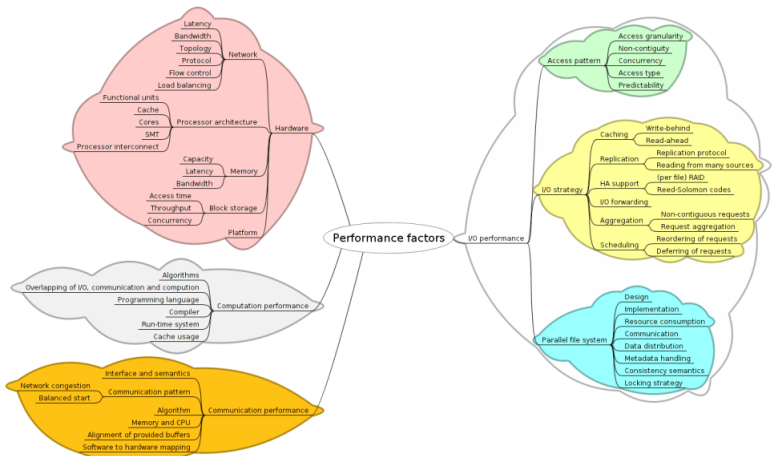 Latency
Bandwidth
Topology
Protocol
Flow control
Load balancing
Network
Functional units
Cache
Cores
SMT
Processor interconnect
Processor architecture
Hardware
Capacity
Latency
Bandwidth
Memory
Access time
Throughput
Concurrency
Block storage
Platform
Algorithms
Overlapping of I/O, communication and compution
Programming language
Compiler
Run-time system
Cache usage
Computation performance
Interface and semantics
Network congestion
Balanced start
Communication pattern
Algorithm
Memory and CPU
Alignment of provided buffers
Software to hardware mapping
Communication performance
Performance factors
I/O performance
Access pattern
Access granularity
Non-contiguity
Concurrency
Access type
Predictability
I/O strategy
Caching
Write-behind
Read-ahead
Replication
Replication protocol
Reading from many sources
HA support
(per file) RAID
Reed-Solomon codes
I/O forwarding
Aggregation
Non-contiguous requests
Request aggregation
Scheduling
Reordering of requests
Deferring of requests
Parallel file system
Design
Implementation
Resource consumption
Communication
Data distribution
Metadata handling
Consistency semantics
Locking strategy